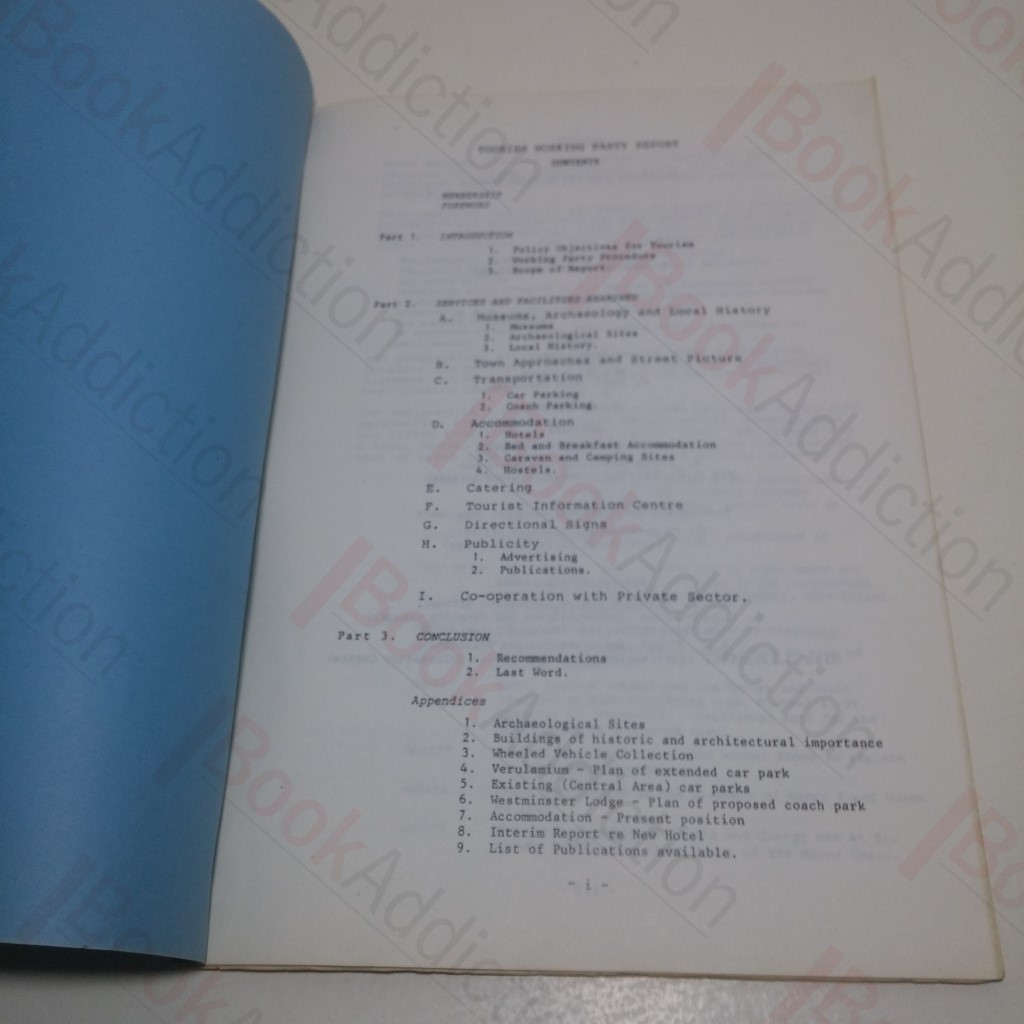 TOURISM WORKING PARTY REPORT
CONTENTS
MEMBERSHIP
FOREWORD
Part 1. INTRODUCTION
1. Policy Objectives for Tourism
2. Working Party Procedure
3. Scope of Report.
Part 2. SERVICES AND FACILITIES EXAMINED
A. Museums, Archaeology and Local History
1. Museums
2. Archaeological Sites
3. Local History.
B. Town Approaches and Street Picture
C. Transportation
1. Car Parking
2. Coach Parking.
D. Accommodation
1. Hotels
2. Bed and Breakfast Accommodation
3. Caravan and Camping Sites
4. Hostels.
E. Catering
F. Tourist Information Centre
G. Directional Signs
H. Publicity
1. Advertising
2. Publications.
I. Co-operation with Private Sector.
Part 3. CONCLUSION
1. Recommendations
2. Last Word.
Appendices
1. Archaeological Sites
2. Buildings of historic and architectural importance
3. Wheeled Vehicle Collection
4. Verulamium - Plan of extended car park
5. Existing (Central Area) car parks
6. Westminster Lodge - Plan of proposed coach park
7. Accommodation - Present position
8. Interim Report re New Hotel
9. List of Publications available.
- i -
BookAddiction